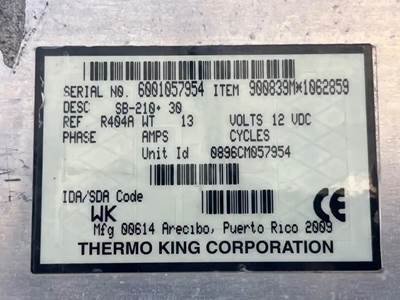 SERIAL NO. 6001057954 ITEM 900839M*1062859
DESC SB-210+ 30
REF R404A WT 13 VOLTS 12 VDC
PHASE AMPS CYCLES
Unit Id 0896CM057954
IDA/SDA Code
WK
CE
Mfg 00614 Arecibo, Puerto Rico 2009
THERMO KING CORPORATION